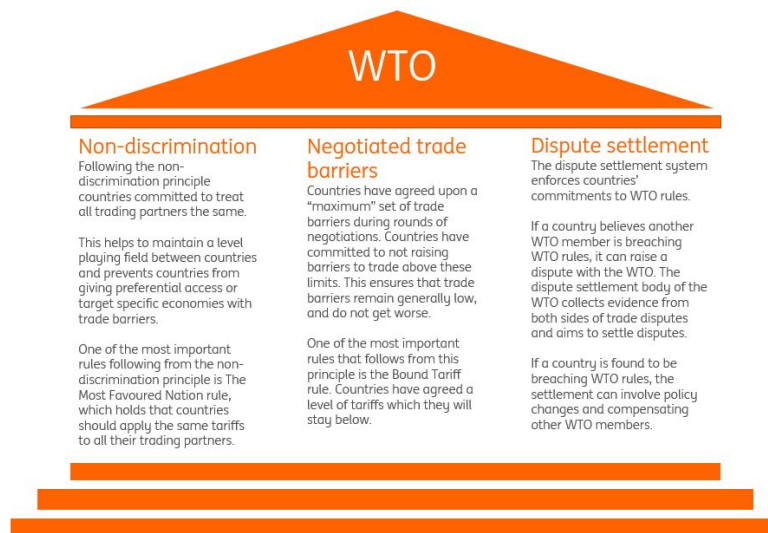 WTO
Non-discrimination
Following the non-
discrimination principle
countries committed to treat
all trading partners the same.
This helps to maintain a level
playing field between countries
and prevents countries from
giving preferential access or
target specific economies with
trade barriers.
One of the most important
rules following from the non-
discrimination principle is The
Most Favoured Nation rule,
which holds that countries
should apply the same tariffs
to all their trading partners.
Negotiated trade
barriers
Countries have agreed upon a
“maximum” set of trade
barriers during rounds of
negotiations. Countries have
committed to not raising
barriers to trade above these
limits. This ensures that trade
barriers remain generally low,
and do not get worse.
One of the most important
rules that follows from this
principle is the Bound Tariff
rule. Countries have agreed a
level of tariffs which they will
stay below.
Dispute settlement
The dispute settlement system
enforces countries’
commitments to WTO rules.
If a country believes another
WTO member is breaching
WTO rules, it can raise a
dispute with the WTO. The
dispute settlement body of the
WTO collects evidence from
both sides of trade disputes
and aims to settle disputes.
If a country is found to be
breaching WTO rules, the
settlement can involve policy
changes and compensating
other WTO members.